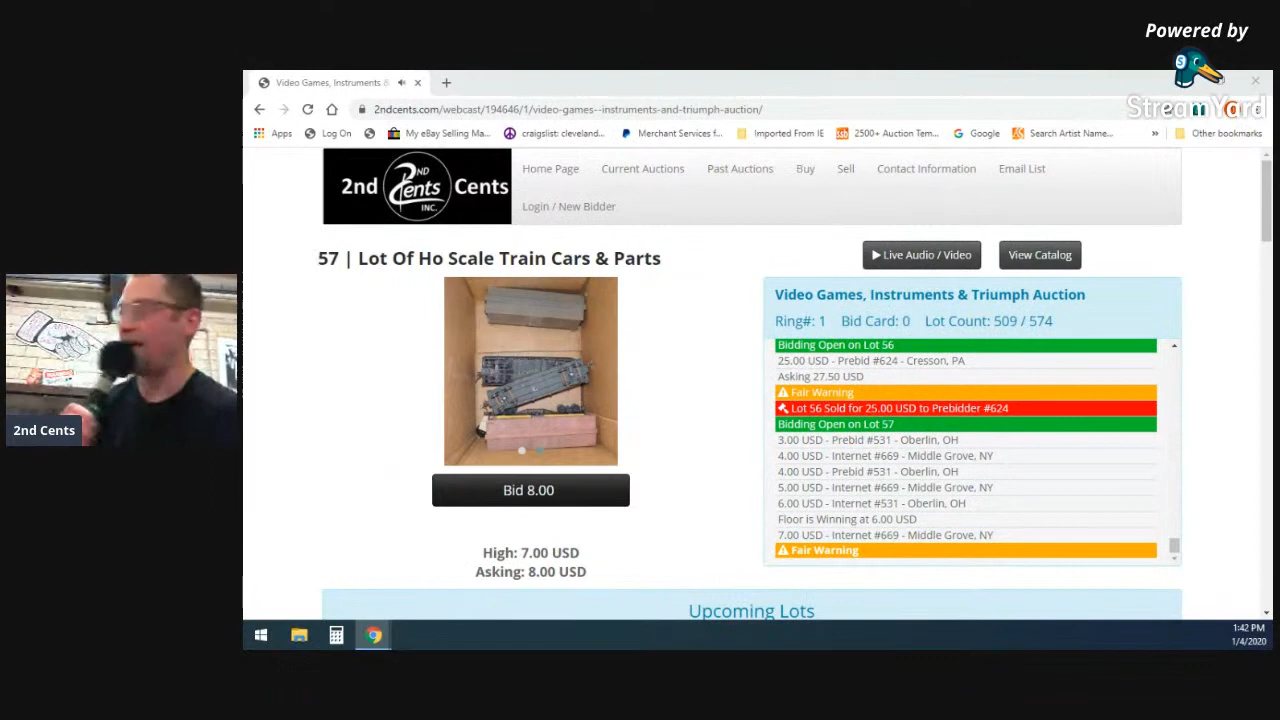 Powered by
StreamYard
Video Games, Instruments &
2ndcents.com/webcast/194646/1/video-games--instruments-and-triumph-auction/
Apps
Log On
My eBay Selling Ma...
craigslist: cleveland...
Merchant Services f...
Imported From IE
2500+ Auction Tem...
Google
Search Artist Name...
»
Other bookmarks
2nd
2ND
Cents
INC.
Cents
Home Page
Current Auctions
Past Auctions
Buy
Sell
Contact Information
Email List
Login / New Bidder
57 | Lot Of Ho Scale Train Cars & Parts
Live Audio / Video
View Catalog
Video Games, Instruments & Triumph Auction
Ring#: 1 Bid Card: 0 Lot Count: 509 / 574
Bidding Open on Lot 56
25.00 USD - Prebid #624 - Cresson, PA
Asking 27.50 USD
Fair Warning
Lot 56 Sold for 25.00 USD to Prebidder #624
Bidding Open on Lot 57
3.00 USD - Prebid #531 - Oberlin, OH
4.00 USD - Internet #669 - Middle Grove, NY
4.00 USD - Prebid #531 - Oberlin, OH
5.00 USD - Internet #669 - Middle Grove, NY
6.00 USD - Internet #531 - Oberlin, OH
Floor is Winning at 6.00 USD
7.00 USD - Internet #669 - Middle Grove, NY
Fair Warning
Bid 8.00
High: 7.00 USD
Asking: 8.00 USD
Upcoming Lots
2nd Cents
1:42 PM
1/4/2020